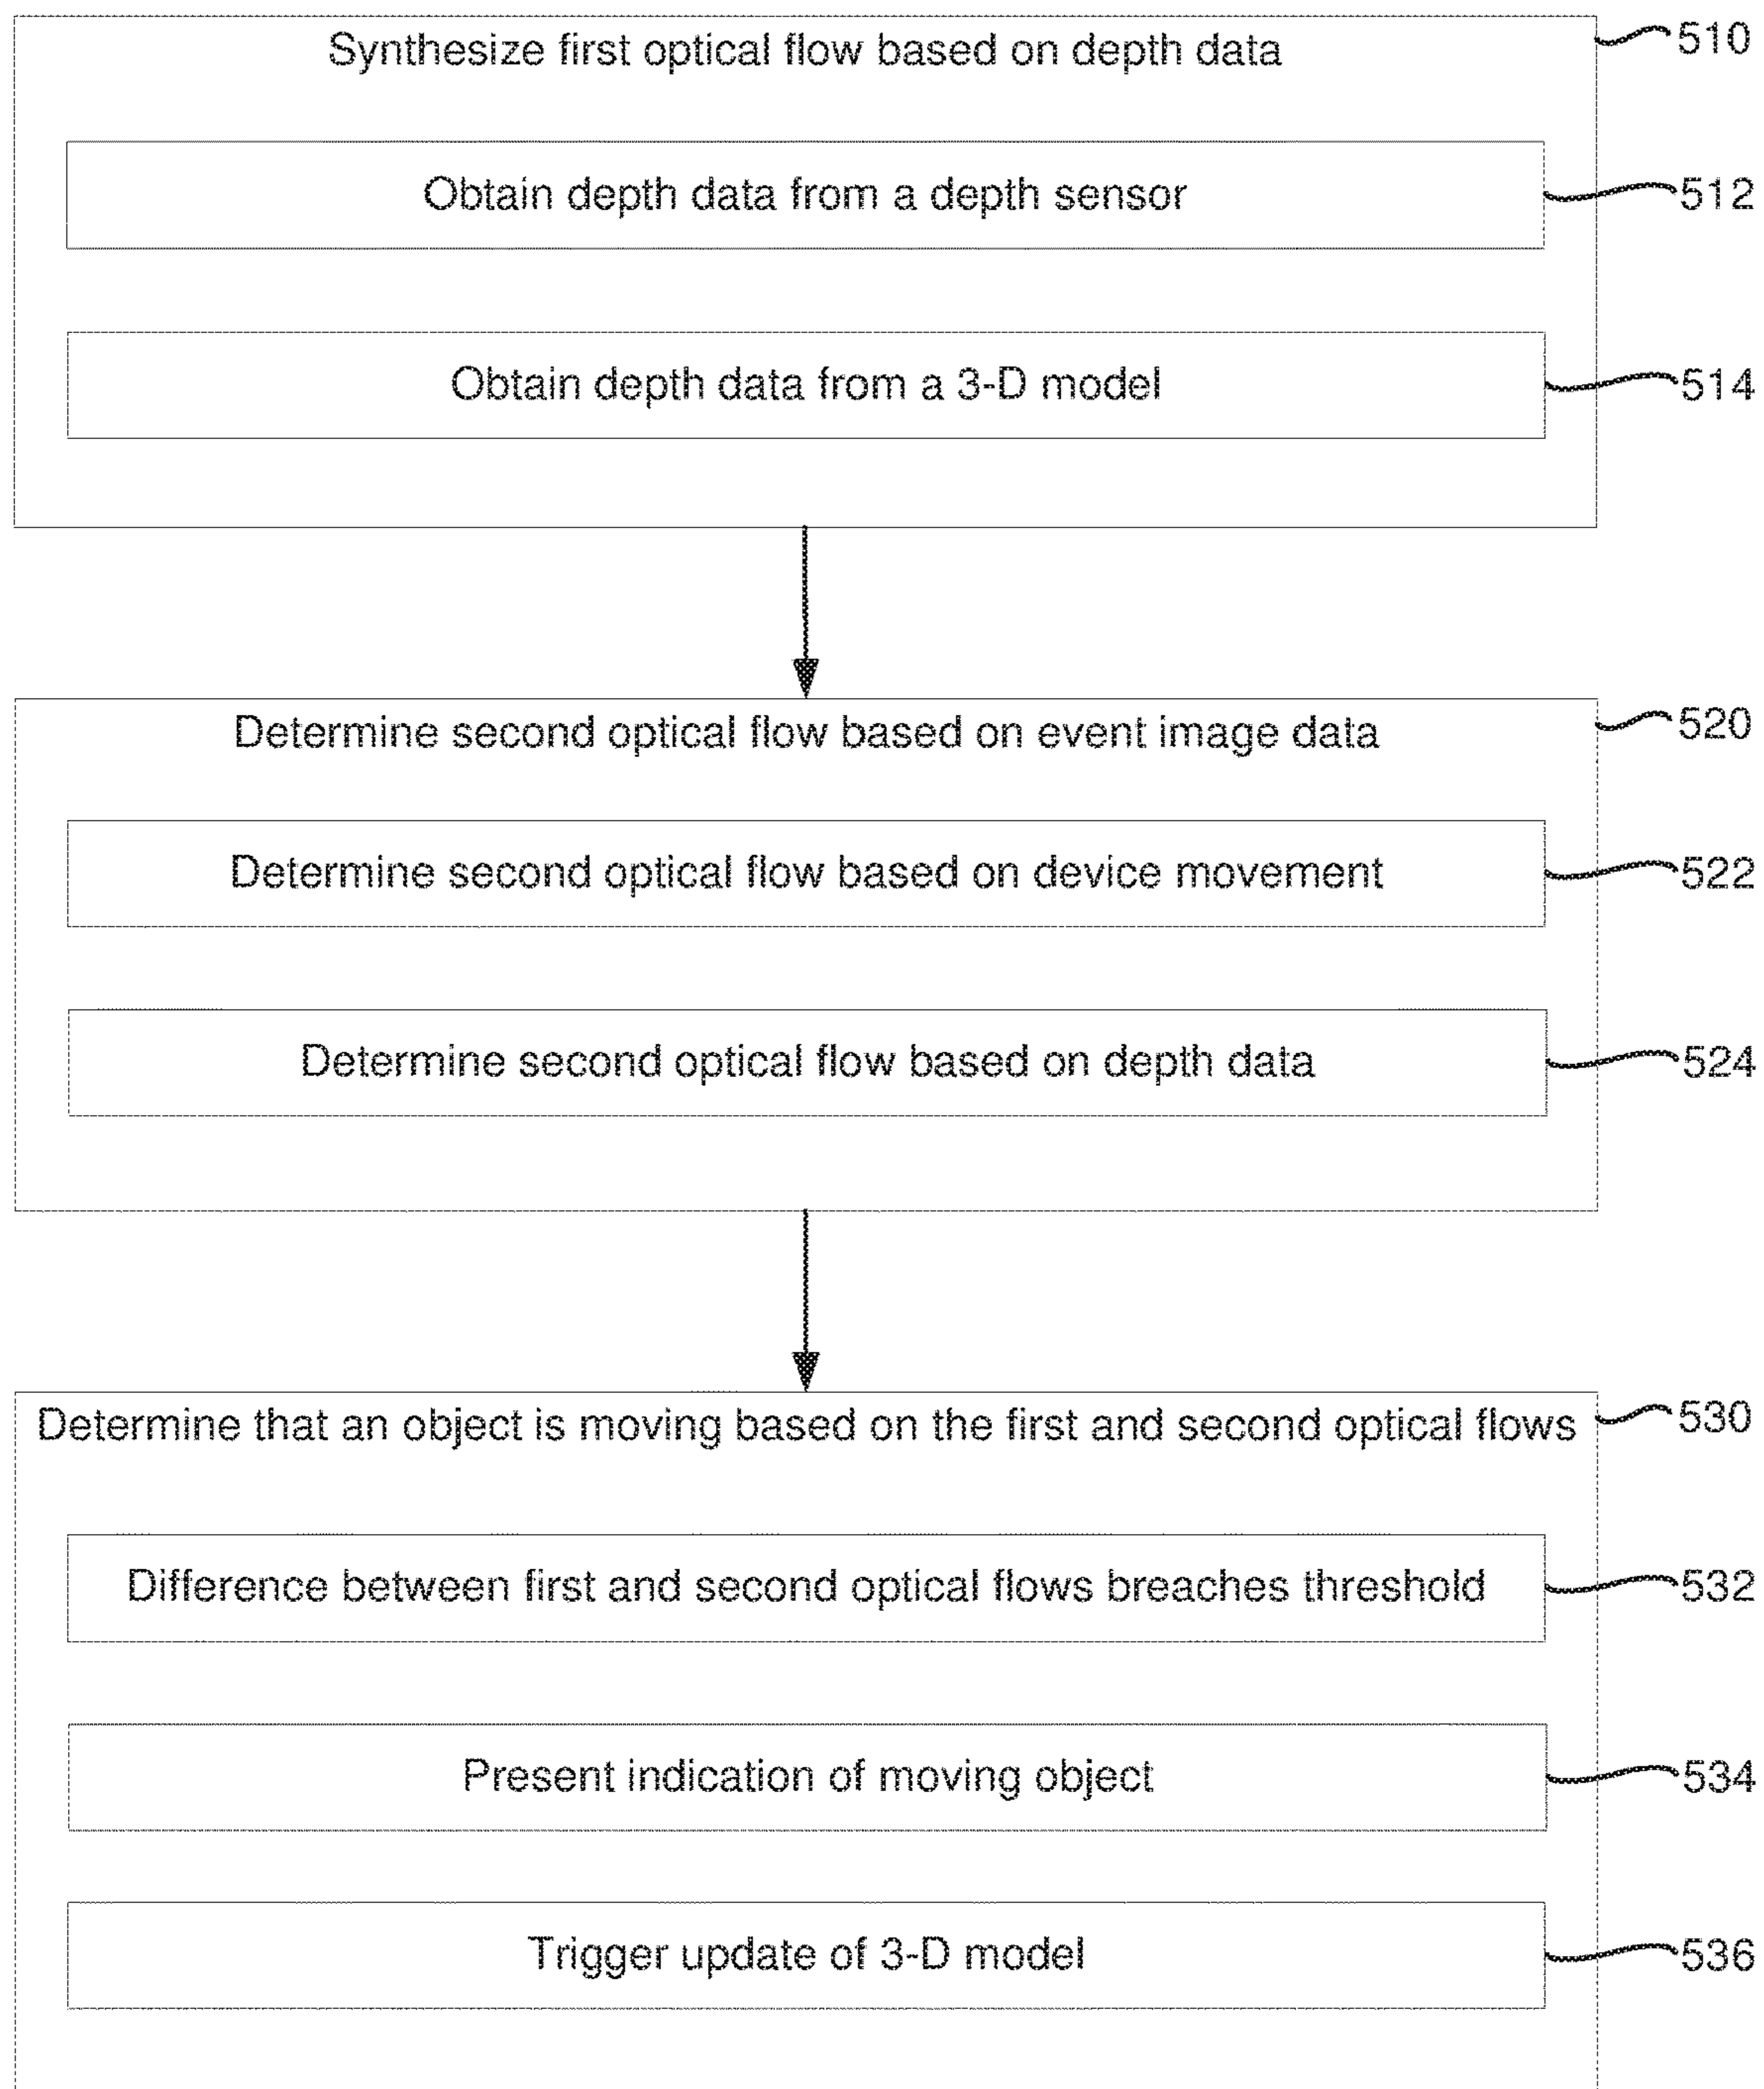 Synthesize first optical flow based on depth data
510
Obtain depth data from a depth sensor
512
Obtain depth data from a 3-D model
514
Determine second optical flow based on event image data
520
Determine second optical flow based on device movement
522
Determine second optical flow based on depth data
524
Determine that an object is moving based on the first and second optical flows
530
Difference between first and second optical flows breaches threshold
532
Present indication of moving object
534
Trigger update of 3-D model
536